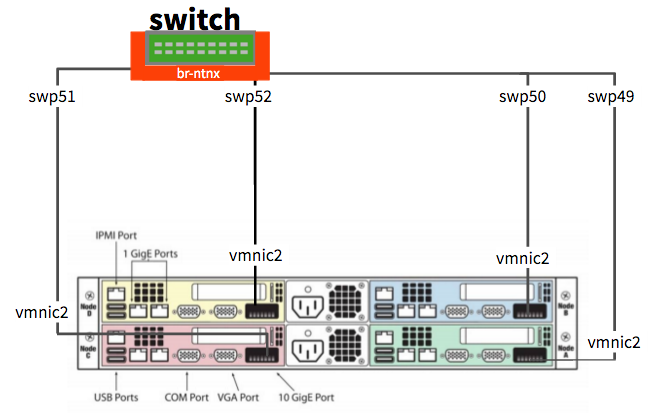 switch
br-ntnx
swp51
swp52
swp50
swp49
IPMI Port
1 GigE Ports
vmnic2
vmnic2
vmnic2
Node
D
Node
B
vmnic2
Node
C
Node
A
USB Ports
COM Port
VGA Port
10 GigE Port